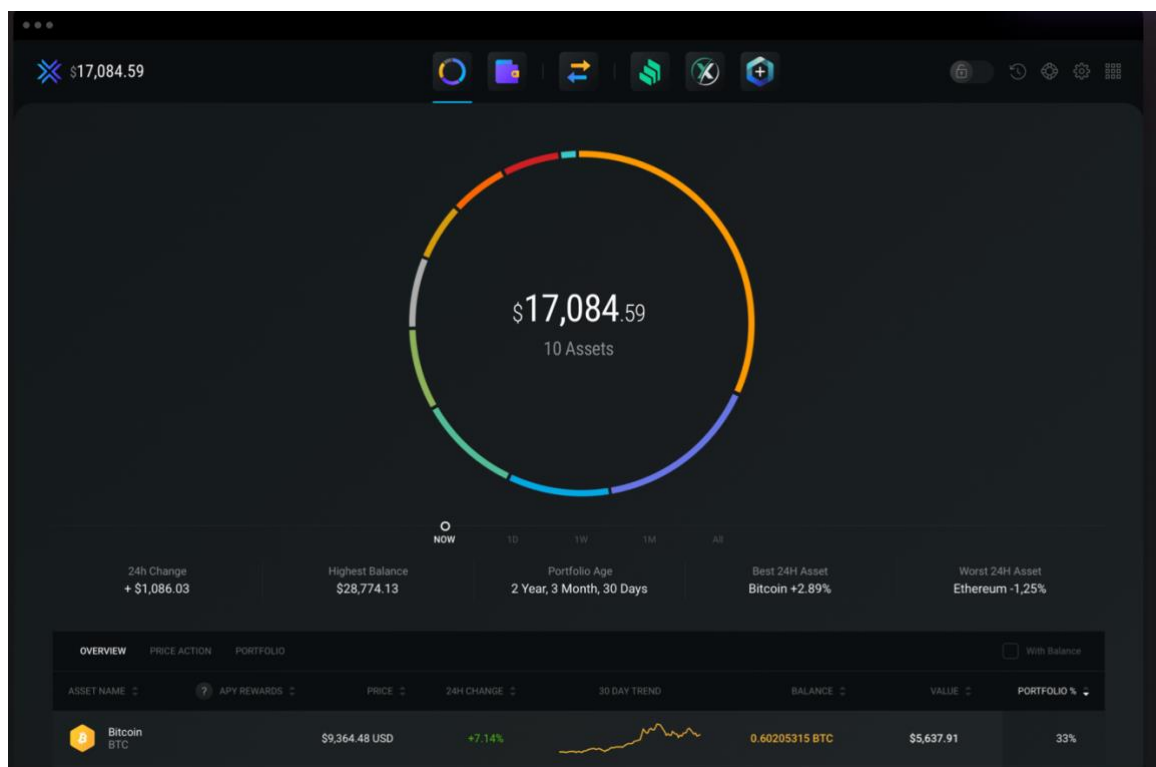 $17,084.59
$17,084.59
10 Assets
NOW 1D 1W 1M All
24h Change Highest Balance Portfolio Age Best 24H Asset Worst 24H Asset
+ $1,086.03 $28,774.13 2 Year, 3 Month, 30 Days Bitcoin +2.89% Ethereum -1,25%
OVERVIEW PRICE ACTION PORTFOLIO With Balance
ASSET NAME ? APY REWARDS PRICE 24H CHANGE 30 DAY TREND BALANCE VALUE PORTFOLIO %
Bitcoin $9,364.48 USD +7.14% 0.60205315 BTC $5,637.91 33%
BTC